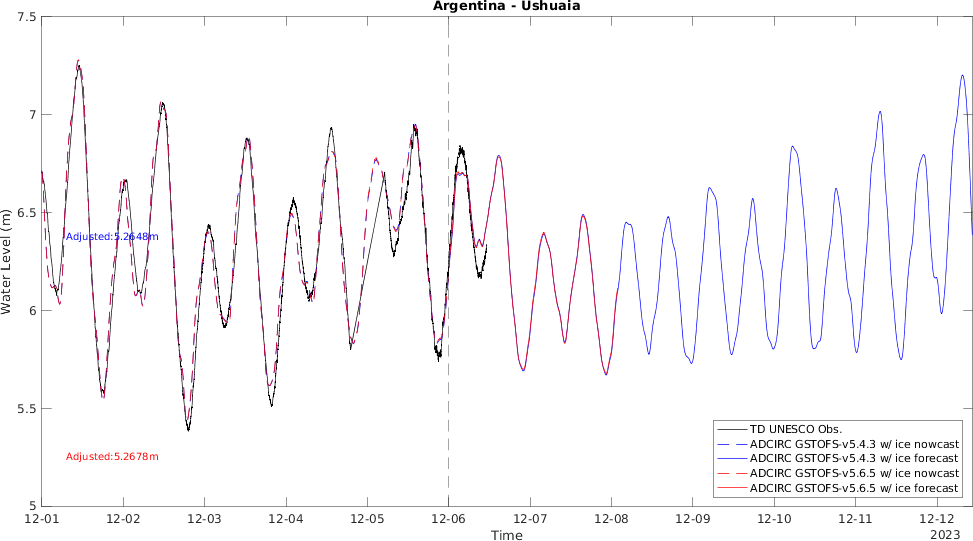 Argentina - Ushuaia
7.5
7
6.5
6
5.5
5
Water Level (m)
Adjusted:5.2648m
Adjusted:5.2678m
TD UNESCO Obs.
ADCIRC GSTOFS-v5.4.3 w/ ice nowcast
ADCIRC GSTOFS-v5.4.3 w/ ice forecast
ADCIRC GSTOFS-v5.6.5 w/ ice nowcast
ADCIRC GSTOFS-v5.6.5 w/ ice forecast
12-01 12-02 12-03 12-04 12-05 12-06 12-07 12-08 12-09 12-10 12-11 12-12
Time
2023